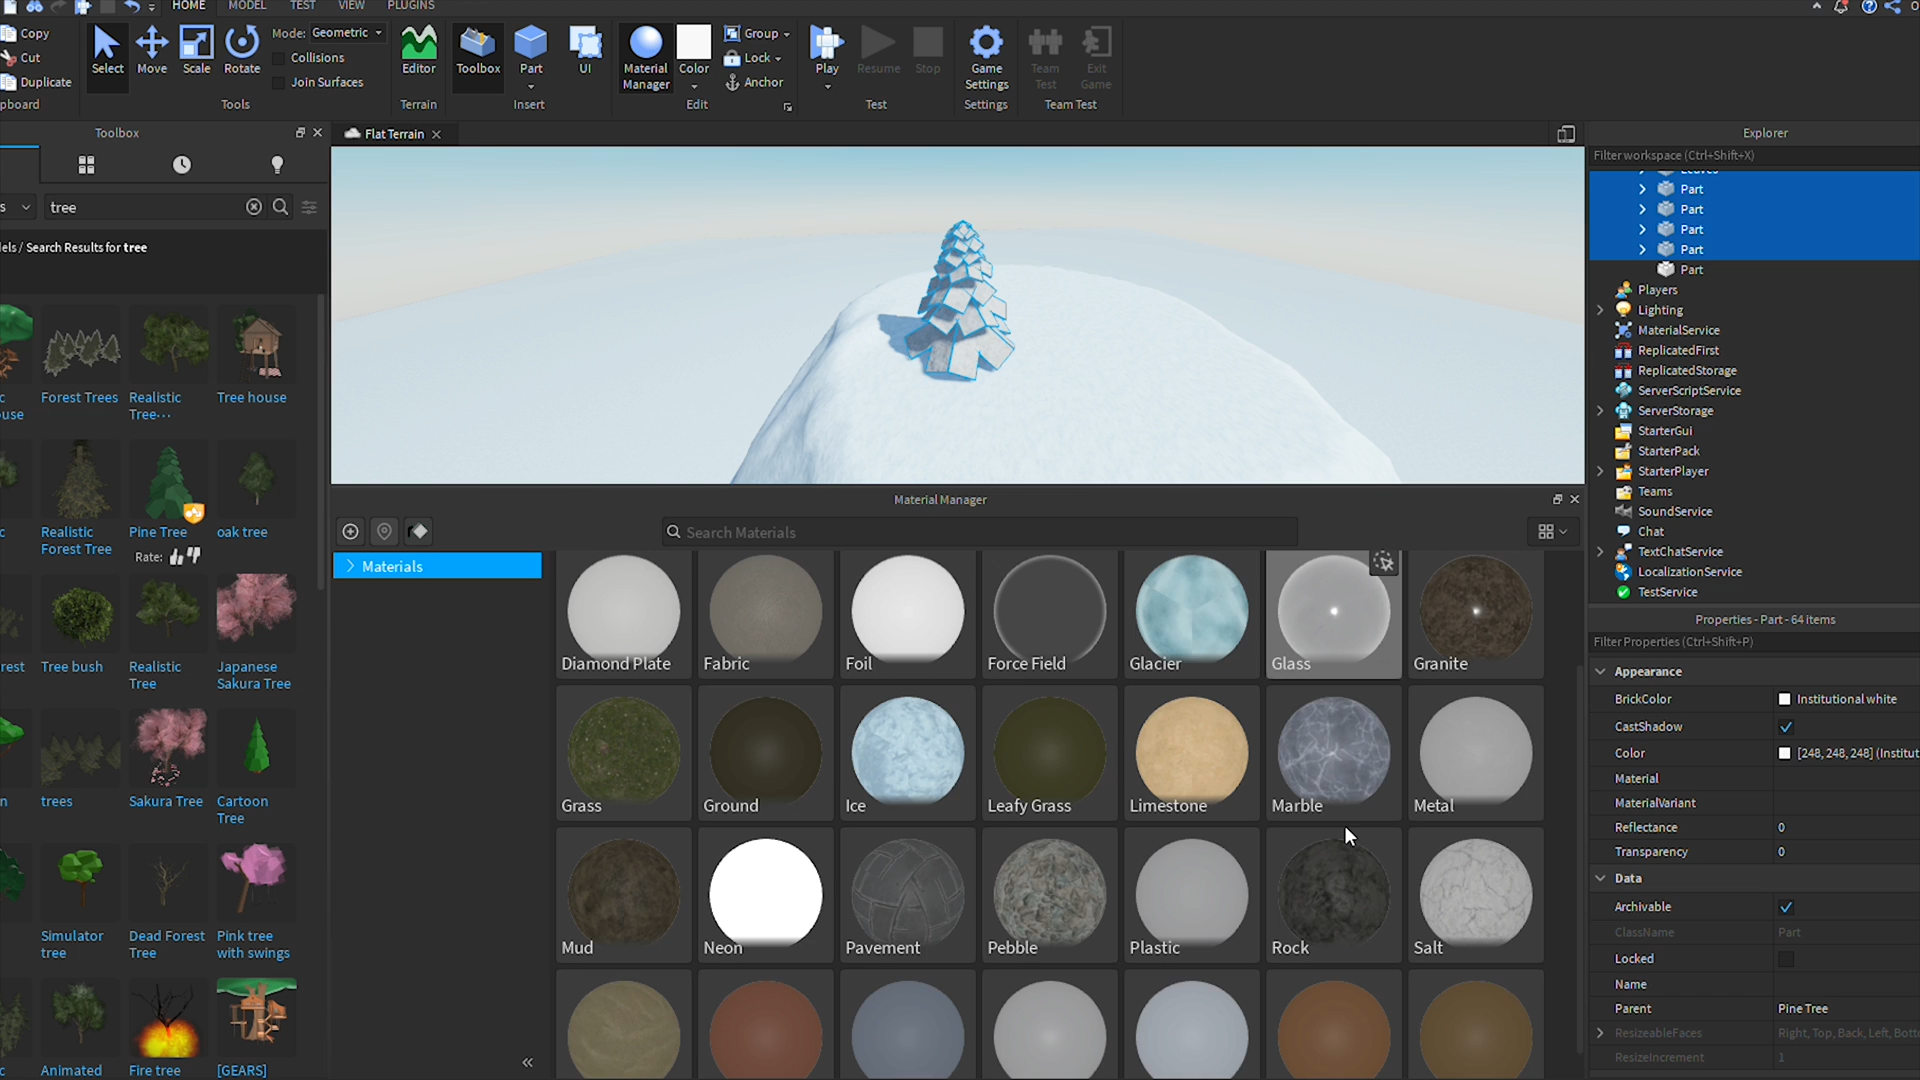 HOME MODEL TEST VIEW PLUGINS
Copy
Cut
Duplicate
pboard
Select
Move
Scale
Rotate
Mode: Geometric
Collisions
Join Surfaces
Tools
Editor
Terrain
Toolbox
Part
UI
Insert
Material
Manager
Color
Group
Lock
Anchor
Edit
Play
Resume
Stop
Test
Game
Settings
Settings
Team
Test
Exit
Game
Team Test
Toolbox
s
tree
els / Search Results for tree
c
ouse
Forest Trees
Realistic
Tree...
Tree house
c
Realistic
Forest Tree
Pine Tree
Rate:
oak tree
rest
Tree bush
Realistic
Tree
Japanese
Sakura Tree
n
trees
Sakura Tree
Cartoon
Tree
c
Simulator
tree
Dead Forest
Tree
Pink tree
with swings
c
Animated
Fire tree
[GEARS]
Flat Terrain
Material Manager
Search Materials
Materials
Diamond Plate
Fabric
Foil
Force Field
Glacier
Glass
Granite
Grass
Ground
Ice
Leafy Grass
Limestone
Marble
Metal
Mud
Neon
Pavement
Pebble
Plastic
Rock
Salt
Explorer
Filter workspace (Ctrl+Shift+X)
Leaves
Part
Part
Part
Part
Part
Players
Lighting
MaterialService
ReplicatedFirst
ReplicatedStorage
ServerScriptService
ServerStorage
StarterGui
StarterPack
StarterPlayer
Teams
SoundService
Chat
TextChatService
LocalizationService
TestService
Properties - Part - 64 items
Filter Properties (Ctrl+Shift+P)
Appearance
BrickColor Institutional white
CastShadow
Color [248, 248, 248] (Institut
Material
MaterialVariant
Reflectance 0
Transparency 0
Data
Archivable
ClassName Part
Locked
Name
Parent Pine Tree
ResizeableFaces Right, Top, Back, Left, Botto
ResizeIncrement 1